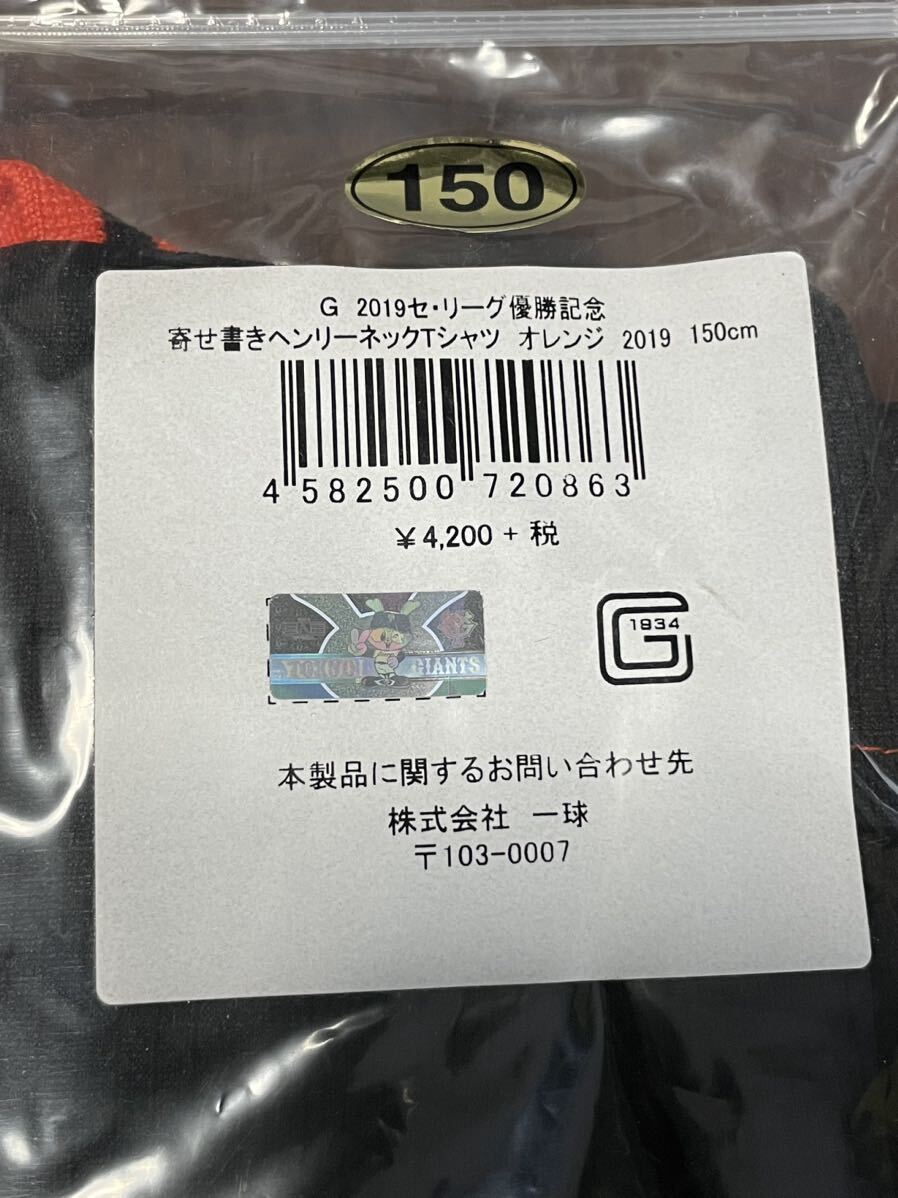 150
G 2019セ・リーグ優勝記念
寄せ書きヘンリーネックTシャツ オレンジ 2019 150cm
4 582500 720863
¥4,200 + 税
TOKYO GIANTS
G 1934
本製品に関するお問い合わせ先
株式会社 一球
〒103-0007